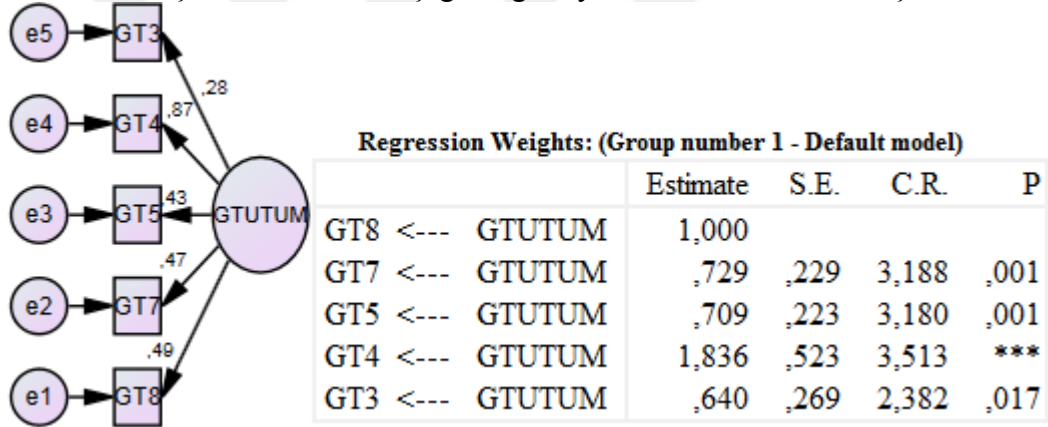 e5 GT3
,28
e4 GT4 ,87
e3 GT5 ,43 GTUTUM
,47
e2 GT7
,49
e1 GT8
Regression Weights: (Group number 1 - Default model)
Estimate S.E. C.R. P
GT8 <--- GTUTUM 1,000
GT7 <--- GTUTUM ,729 ,229 3,188 ,001
GT5 <--- GTUTUM ,709 ,223 3,180 ,001
GT4 <--- GTUTUM 1,836 ,523 3,513 ***
GT3 <--- GTUTUM ,640 ,269 2,382 ,017